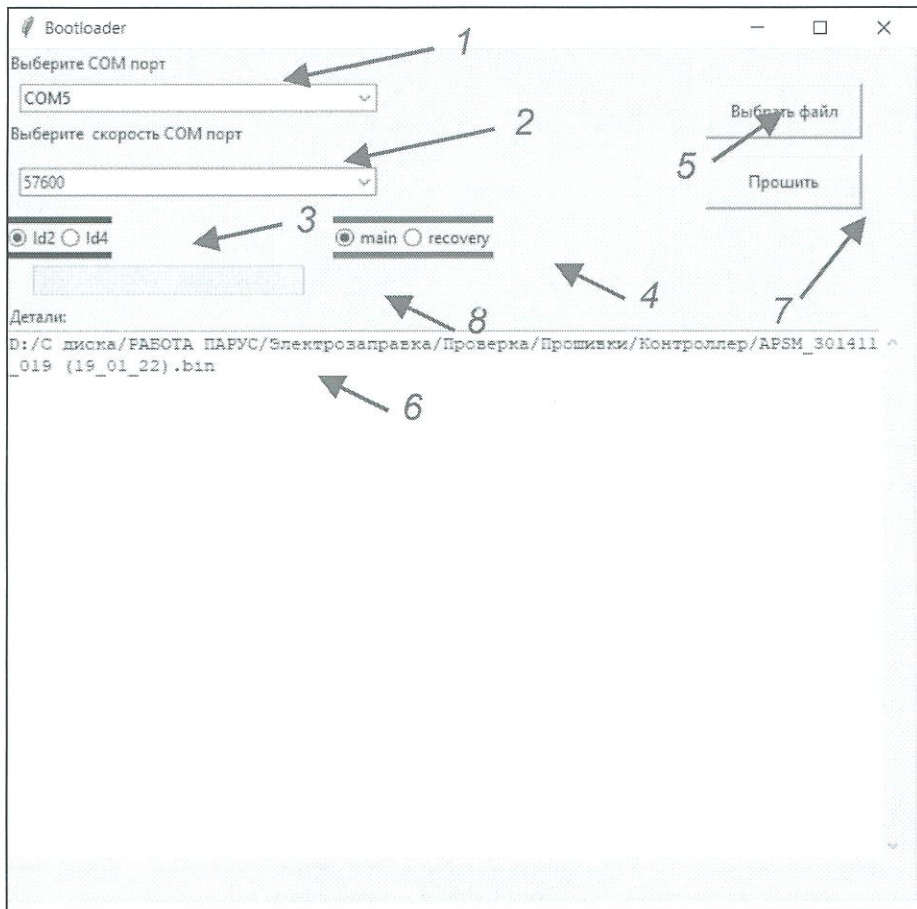 Bootloader
1
Выберите COM порт
COM5
Выбрать файл
2
Выберите скорость COM порт
5
57600
Прошить
3
Id2 Id4
main recovery
4
7
8
Детали:
D:/С диска/РАБОТА ПАРУС/Электрозаправка/Проверка/Прошивки/Контроллер/APSM_301411
_019 (19_01_22).bin
6